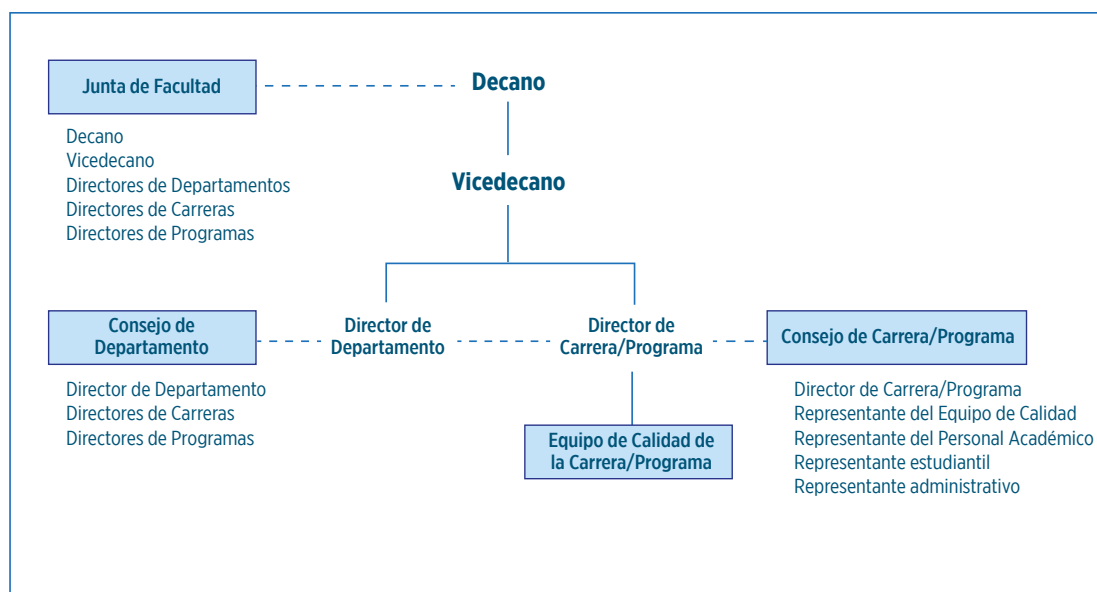 Junta de Facultad
Decano
Decano
Vicedecano
Directores de Departamentos
Directores de Carreras
Directores de Programas
Vicedecano
Consejo de
Departamento
Director de
Departamento
Director de
Carrera/Programa
Consejo de Carrera/Programa
Director de Departamento
Directores de Carreras
Directores de Programas
Equipo de Calidad de
la Carrera/Programa
Director de Carrera/Programa
Representante del Equipo de Calidad
Representante del Personal Académico
Representante estudiantil
Representante administrativo